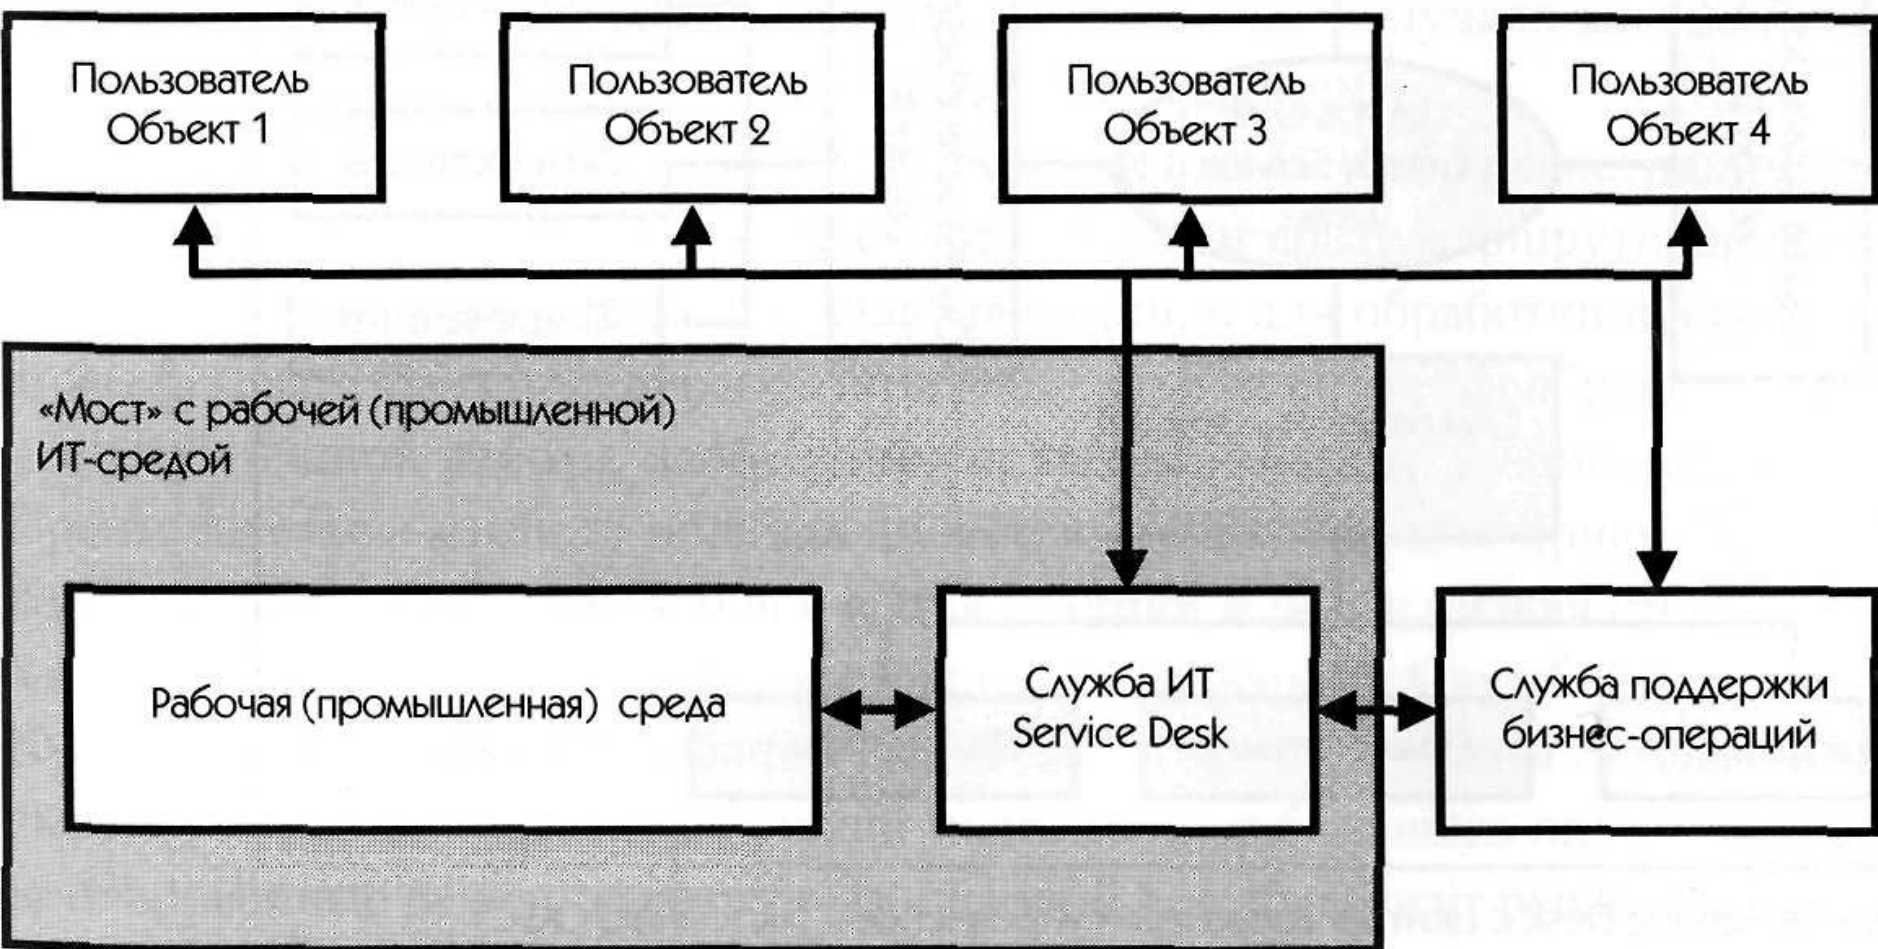 Пользователь
Объект 1
Пользователь
Объект 2
Пользователь
Объект 3
Пользователь
Объект 4
«Мост» с рабочей (промышленной)
ИТ-средой
Рабочая (промышленная) среда
Служба ИТ
Service Desk
Служба поддержки
бизнес-операций